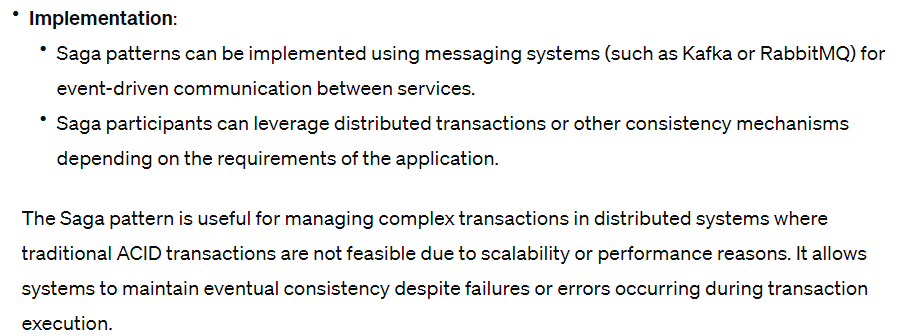 • Implementation:
• Saga patterns can be implemented using messaging systems (such as Kafka or RabbitMQ) for
event-driven communication between services.
• Saga participants can leverage distributed transactions or other consistency mechanisms
depending on the requirements of the application.
The Saga pattern is useful for managing complex transactions in distributed systems where
traditional ACID transactions are not feasible due to scalability or performance reasons. It allows
systems to maintain eventual consistency despite failures or errors occurring during transaction
execution.